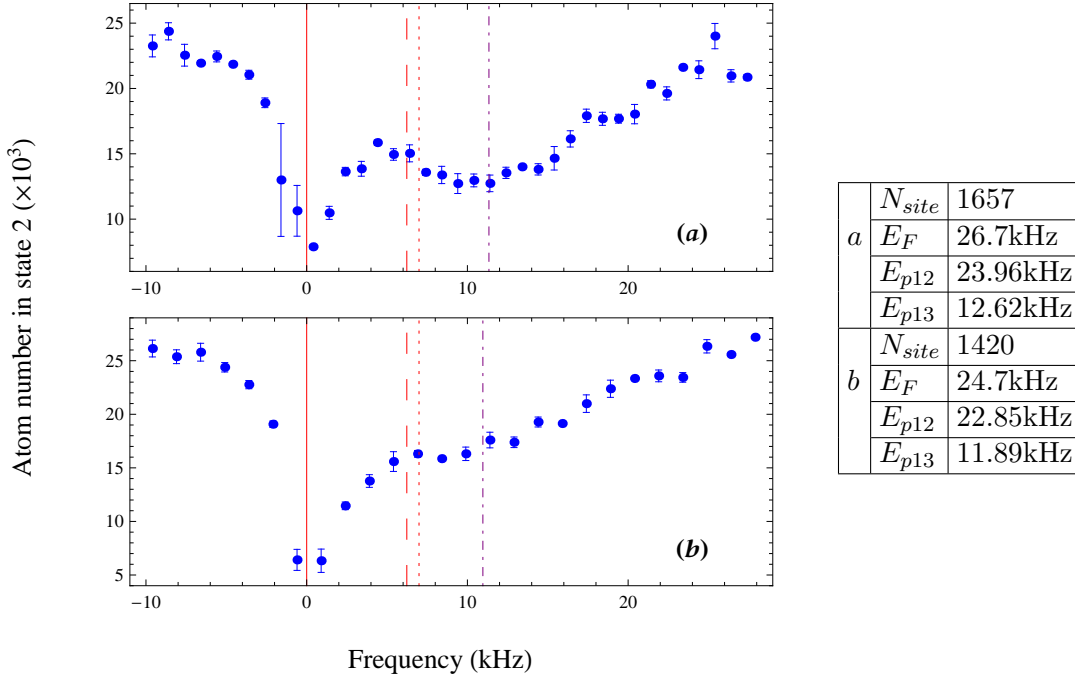 Atom number in state 2 (×10³)
25
20
15
10
(a)
−10
0
10
20
25
20
15
10
5
(b)
−10
0
10
20
Frequency (kHz)
a
N_site 1657
E_F 26.7kHz
E_p12 23.96kHz
E_p13 12.62kHz
b
N_site 1420
E_F 24.7kHz
E_p12 22.85kHz
E_p13 11.89kHz